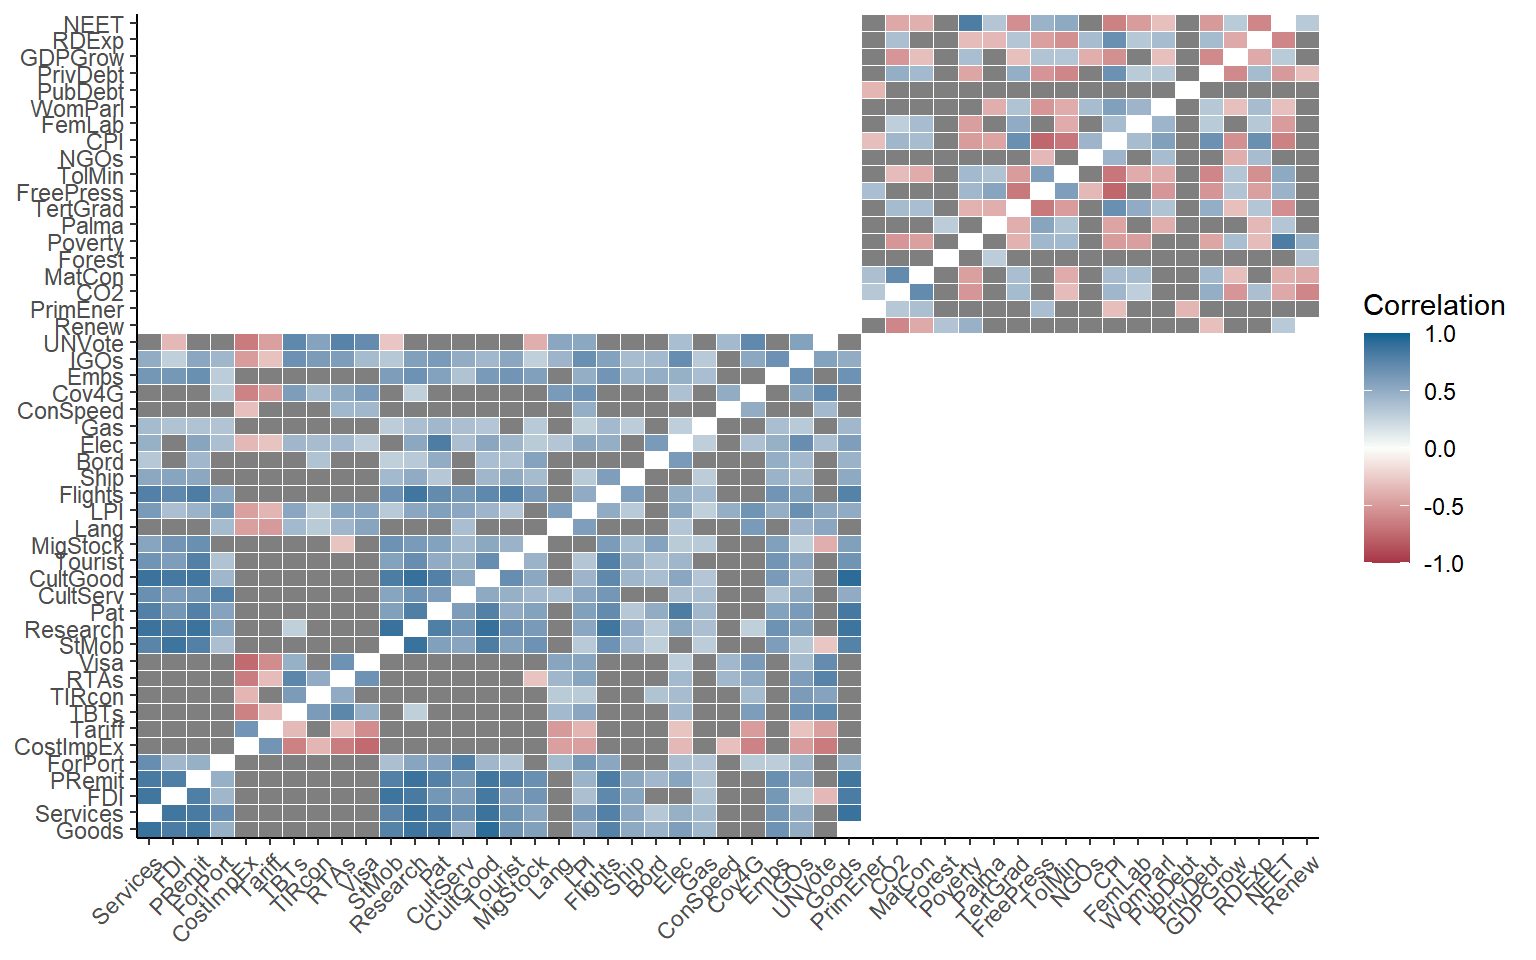 NEET
RDExp
GDPGrow
PrivDebt
PubDebt
WomParl
FemLab
CPI
NGOs
TolMin
FreePress
TertGrad
Palma
Poverty
Forest
MatCon
CO2
PrimEner
Renew
UNVote
IGOs
Embs
Cov4G
ConSpeed
Gas
Elec
Bord
Ship
Flights
LPI
Lang
MigStock
Tourist
CultGood
CultServ
Pat
Research
StMob
Visa
RTAs
TIRcon
TBTs
Tariff
CostImpEx
ForPort
PRemit
FDI
Services
Goods
Services
FDI
PRemit
ForPort
CostImpEx
Tariff
TBTs
TIRcon
RTAs
Visa
StMob
Research
Pat
CultServ
CultGood
Tourist
MigStock
Lang
LPI
Flights
Ship
Bord
Elec
Gas
ConSpeed
Cov4G
Embs
IGOs
UNVote
Goods
PrimEner
CO2
MatCon
Forest
Poverty
Palma
TertGrad
FreePress
TolMin
NGOs
CPI
FemLab
WomParl
PubDebt
PrivDebt
GDPGrow
RDExp
NEET
Renew
Correlation
1.0
0.5
0.0
-0.5
-1.0